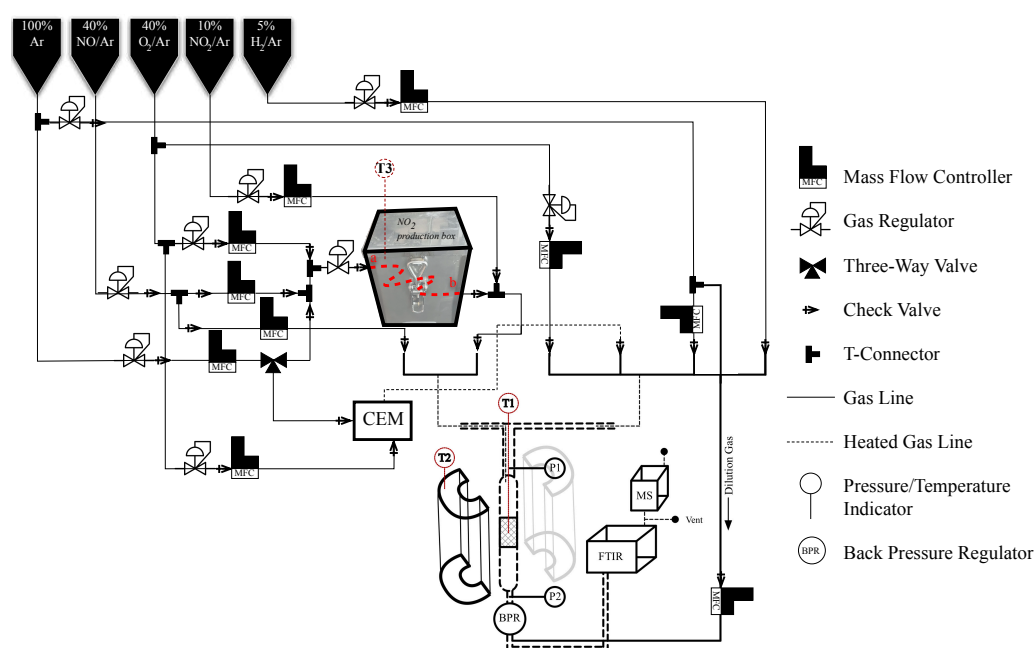 100%
Ar
40%
NO/Ar
40%
O₂/Ar
10%
NO₂/Ar
5%
H₂/Ar
MFC
T3
MFC
NO₂
production box
a
b
MFC
MFC
MFC
MFC
MFC
MFC
MFC
CEM
T1
T2
P1
MS
Vent
FTIR
P2
BPR
Dilution Gas
MFC
MFC
Mass Flow Controller
Gas Regulator
Three-Way Valve
Check Valve
T-Connector
Gas Line
Heated Gas Line
Pressure/Temperature
Indicator
BPR
Back Pressure Regulator